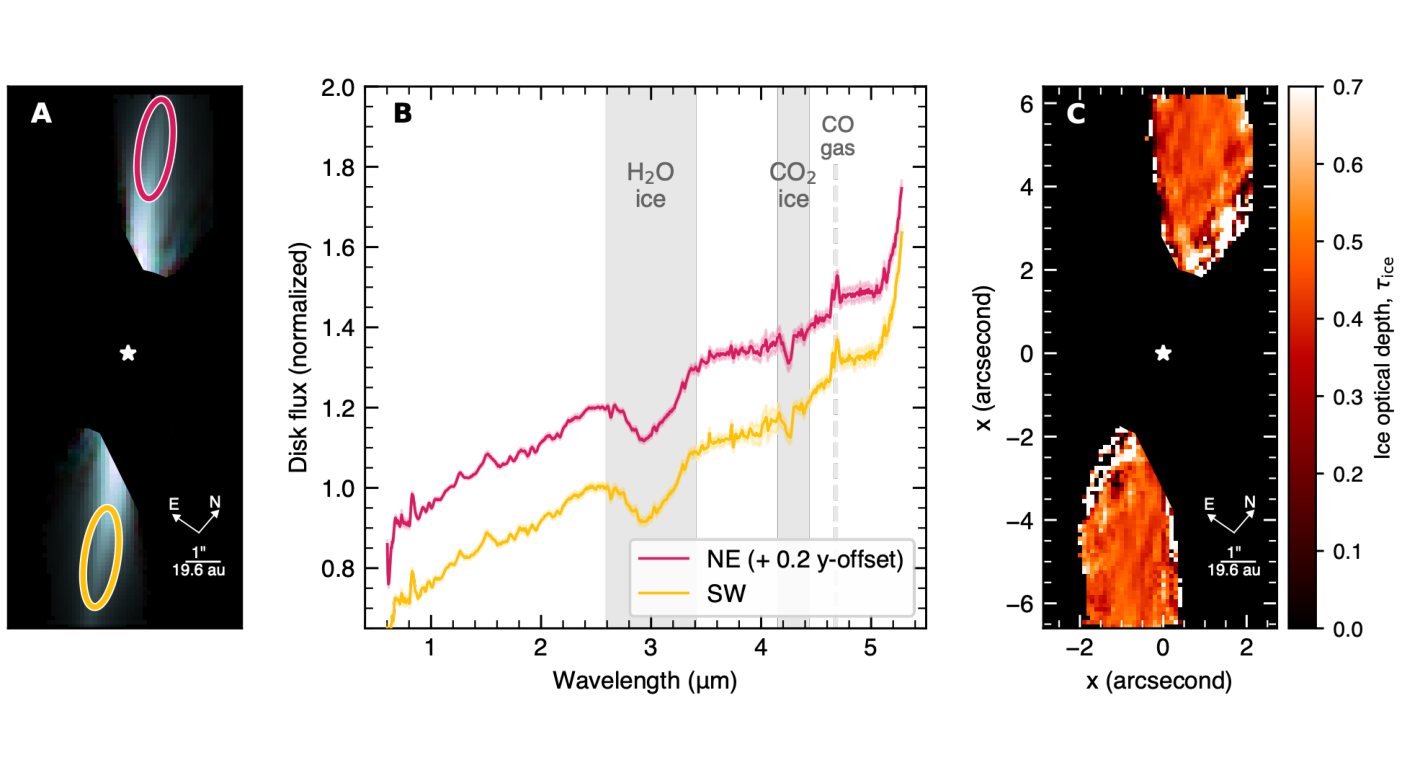 A
E
N
1"
19.6 au
B
2.0
1.8
1.6
1.4
1.2
1.0
0.8
Disk flux (normalized)
H₂O
ice
CO₂
ice
CO
gas
NE (+ 0.2 y-offset)
SW
1
2
3
4
5
Wavelength (μm)
C
6
4
2
0
−2
−4
−6
x (arcsecond)
E
N
1"
19.6 au
−2
0
2
x (arcsecond)
0.7
0.6
0.5
0.4
0.3
0.2
0.1
0.0
Ice optical depth, τice